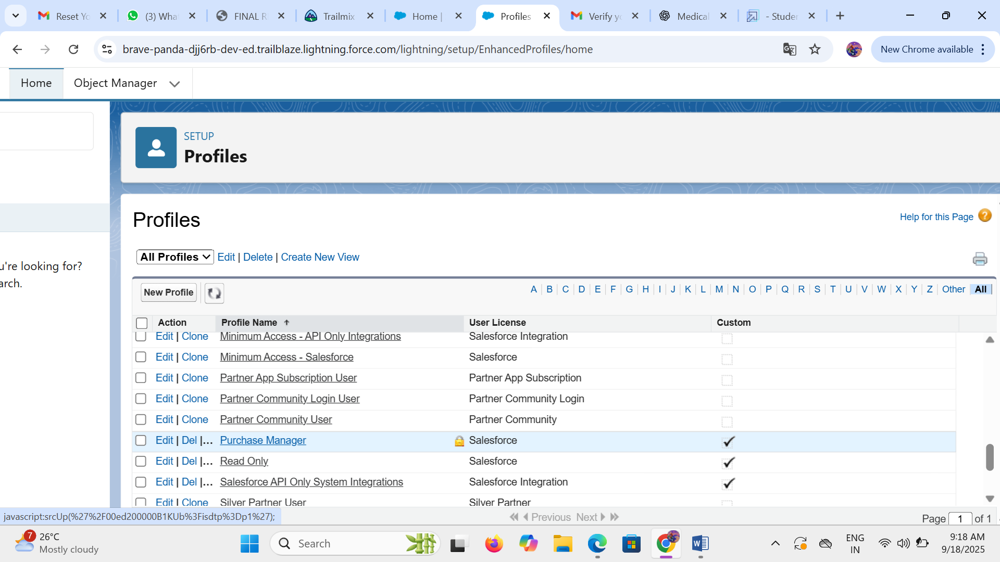 Reset Yo
(3) What
FINAL R
Trailmix
Home |
Profiles
Verify yo
Medical
- Studen
brave-panda-djj6rb-dev-ed.trailblaze.lightning.force.com/lightning/setup/EnhancedProfiles/home
New Chrome available
Home
Object Manager
SETUP
Profiles
u're looking for?
arch.
Profiles
Help for this Page
All Profiles
Edit | Delete | Create New View
New Profile
A | B | C | D | E | F | G | H | I | J | K | L | M | N | O | P | Q | R | S | T | U | V | W | X | Y | Z | Other | All |
Action Profile Name User License Custom
Edit | Clone Minimum Access - API Only Integrations Salesforce Integration
Edit | Clone Minimum Access - Salesforce Salesforce
Edit | Clone Partner App Subscription User Partner App Subscription
Edit | Clone Partner Community Login User Partner Community Login
Edit | Clone Partner Community User Partner Community
Edit | Del |... Purchase Manager Salesforce
Edit | Del |... Read Only Salesforce
Edit | Del |... Salesforce API Only System Integrations Salesforce Integration
Edit | Clone Silver Partner User Silver Partner
javascript:srcUp(%27%2F00ed200000B1KUb%3Fisdtp%3Dp1%27);
Previous Next
Page 1 of 1
7
26°C
Mostly cloudy
Search
ENG
IN
9:18 AM
9/18/2025